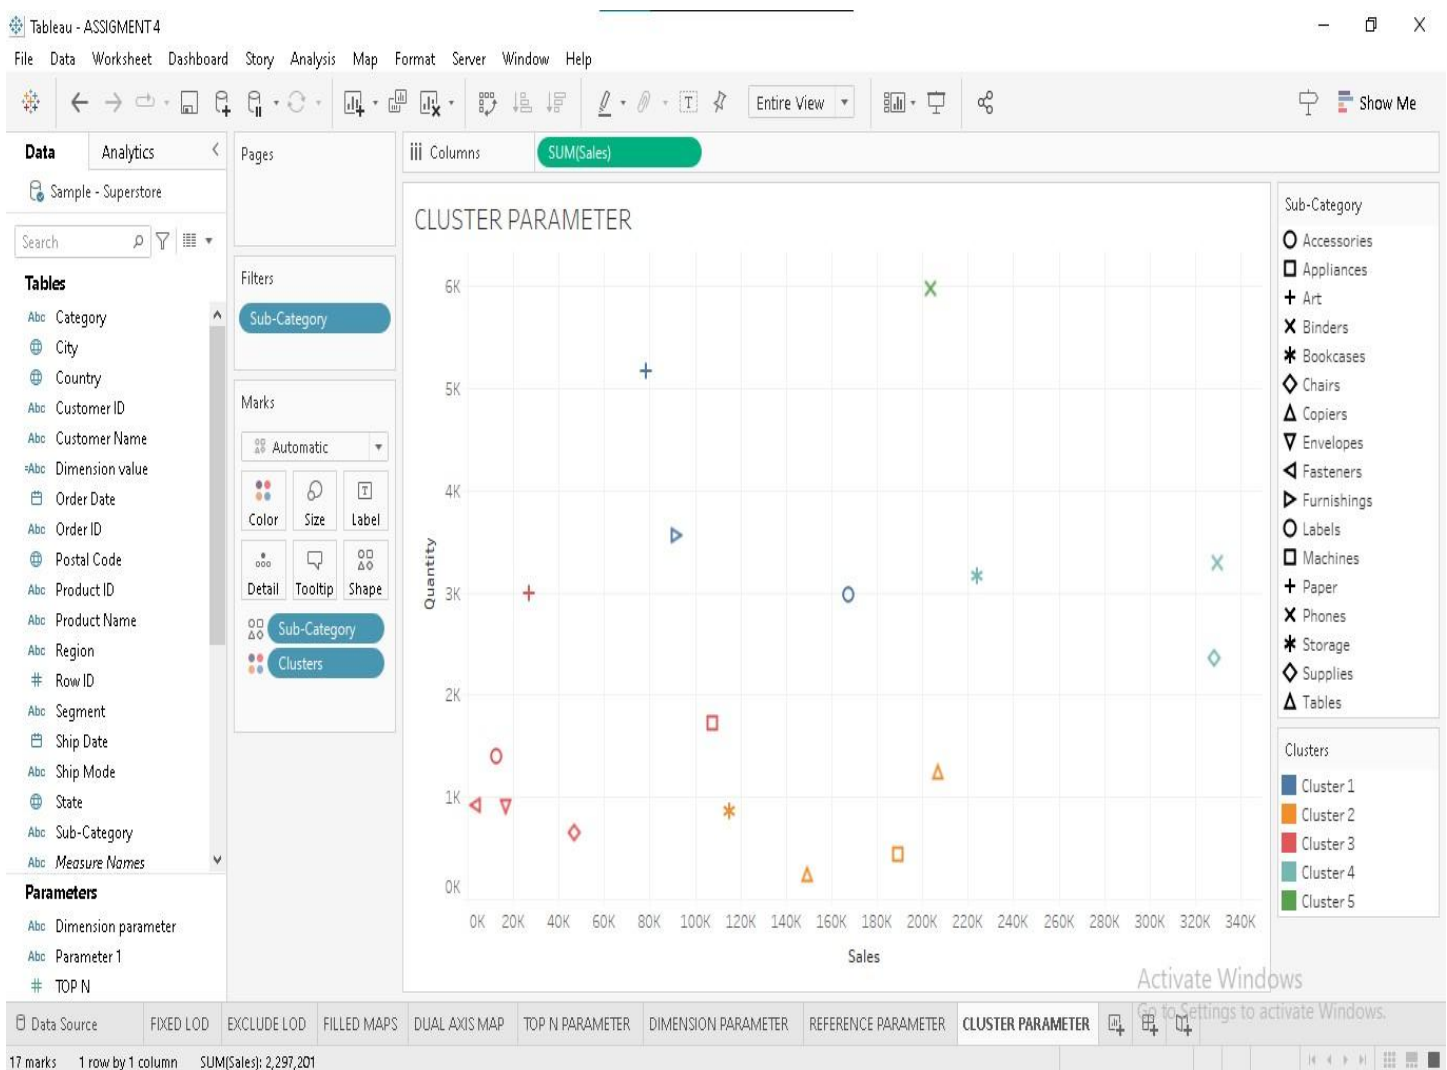 Tableau - ASSIGMENT 4
File Data Worksheet Dashboard Story Analysis Map Format Server Window Help
Entire View
Show Me
Data Analytics
Sample - Superstore
Search
Tables
Abc Category
City
Country
Abc Customer ID
Abc Customer Name
=Abc Dimension value
Order Date
Abc Order ID
Postal Code
Abc Product ID
Abc Product Name
Abc Region
# Row ID
Abc Segment
Ship Date
Abc Ship Mode
State
Abc Sub-Category
Abc Measure Names
Parameters
Abc Dimension parameter
Abc Parameter 1
# TOP N
Pages
Filters
Sub-Category
Marks
Automatic
Color Size Label
Detail Tooltip Shape
Sub-Category
Clusters
Columns SUM(Sales)
CLUSTER PARAMETER
6K
5K
4K
3K
2K
1K
0K
Quantity
0K 20K 40K 60K 80K 100K 120K 140K 160K 180K 200K 220K 240K 260K 280K 300K 320K 340K
Sales
Sub-Category
Accessories
Appliances
Art
Binders
Bookcases
Chairs
Copiers
Envelopes
Fasteners
Furnishings
Labels
Machines
Paper
Phones
Storage
Supplies
Tables
Clusters
Cluster 1
Cluster 2
Cluster 3
Cluster 4
Cluster 5
Activate Windows
Go to Settings to activate Windows.
Data Source FIXED LOD EXCLUDE LOD FILLED MAPS DUAL AXIS MAP TOP N PARAMETER DIMENSION PARAMETER REFERENCE PARAMETER CLUSTER PARAMETER
17 marks 1 row by 1 column SUM(Sales): 2,297,201